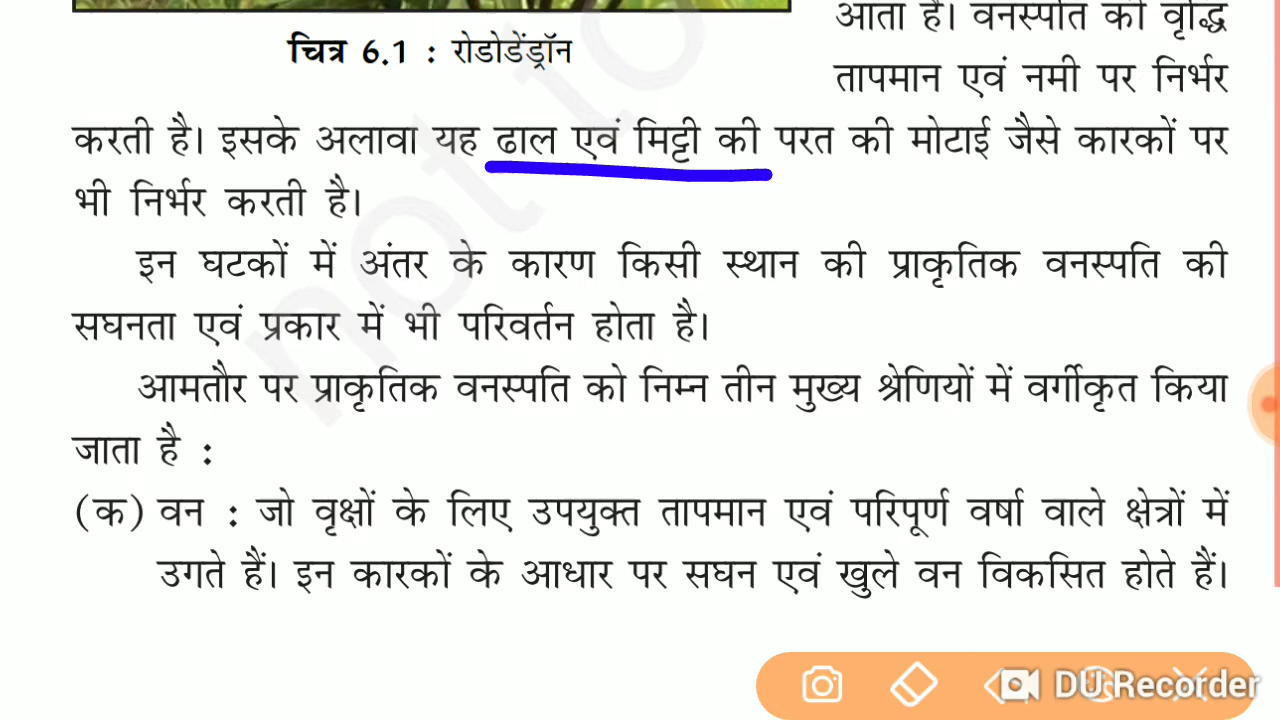 आता है। वनस्पति की वृद्धि
चित्र 6.1 : रोडोडेंड्रॉन
तापमान एवं नमी पर निर्भर
करती है। इसके अलावा यह ढाल एवं मिट्टी की परत की मोटाई जैसे कारकों पर
भी निर्भर करती है।
इन घटकों में अंतर के कारण किसी स्थान की प्राकृतिक वनस्पति की
सघनता एवं प्रकार में भी परिवर्तन होता है।
आमतौर पर प्राकृतिक वनस्पति को निम्न तीन मुख्य श्रेणियों में वर्गीकृत किया
जाता है :
(क) वन : जो वृक्षों के लिए उपयुक्त तापमान एवं परिपूर्ण वर्षा वाले क्षेत्रों में
उगते हैं। इन कारकों के आधार पर सघन एवं खुले वन विकसित होते हैं।
not to
DU Recorder